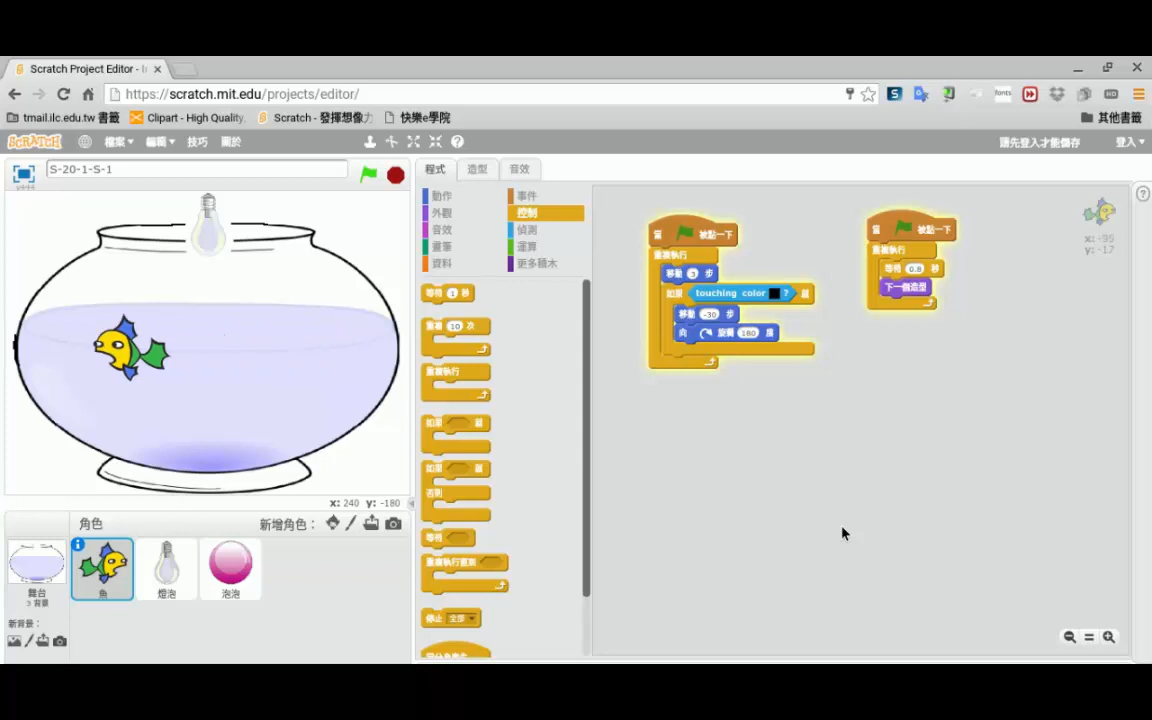 Scratch Project Editor - I
https://scratch.mit.edu/projects/editor/
tmail.ilc.edu.tw 書籤
Clipart - High Quality,
Scratch - 發揮想像力
快樂e學院
其他書籤
SCRATCH
檔案
編輯
技巧
關於
請先登入才能儲存
登入
S-20-1-S-1
v444
程式
造型
音效
動作
事件
外觀
控制
音效
偵測
畫筆
運算
資料
更多積木
等待 1 秒
重複 10 次
重複執行
如果 就
如果 就
否則
等待
重複執行直到
停止 全部
當 被點一下
重複執行
移動 3 步
如果 touching color ? 就
移動 -30 步
向 旋轉 180 度
當 被點一下
重複執行
等待 0.8 秒
下一個造型
x: -95
y: -17
x: 240 y: -180
角色
新增角色：
舞台
3 背景
新背景：
魚
燈泡
泡泡